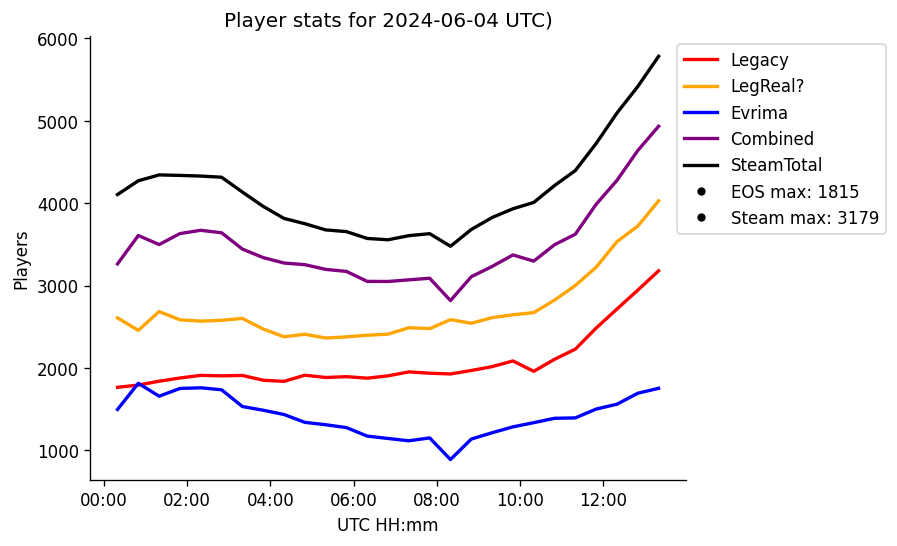 Player stats for 2024-06-04 UTC)
6000
5000
4000
3000
2000
1000
Players
00:00 02:00 04:00 06:00 08:00 10:00 12:00
UTC HH:mm
Legacy
LegReal?
Evrima
Combined
SteamTotal
EOS max: 1815
Steam max: 3179